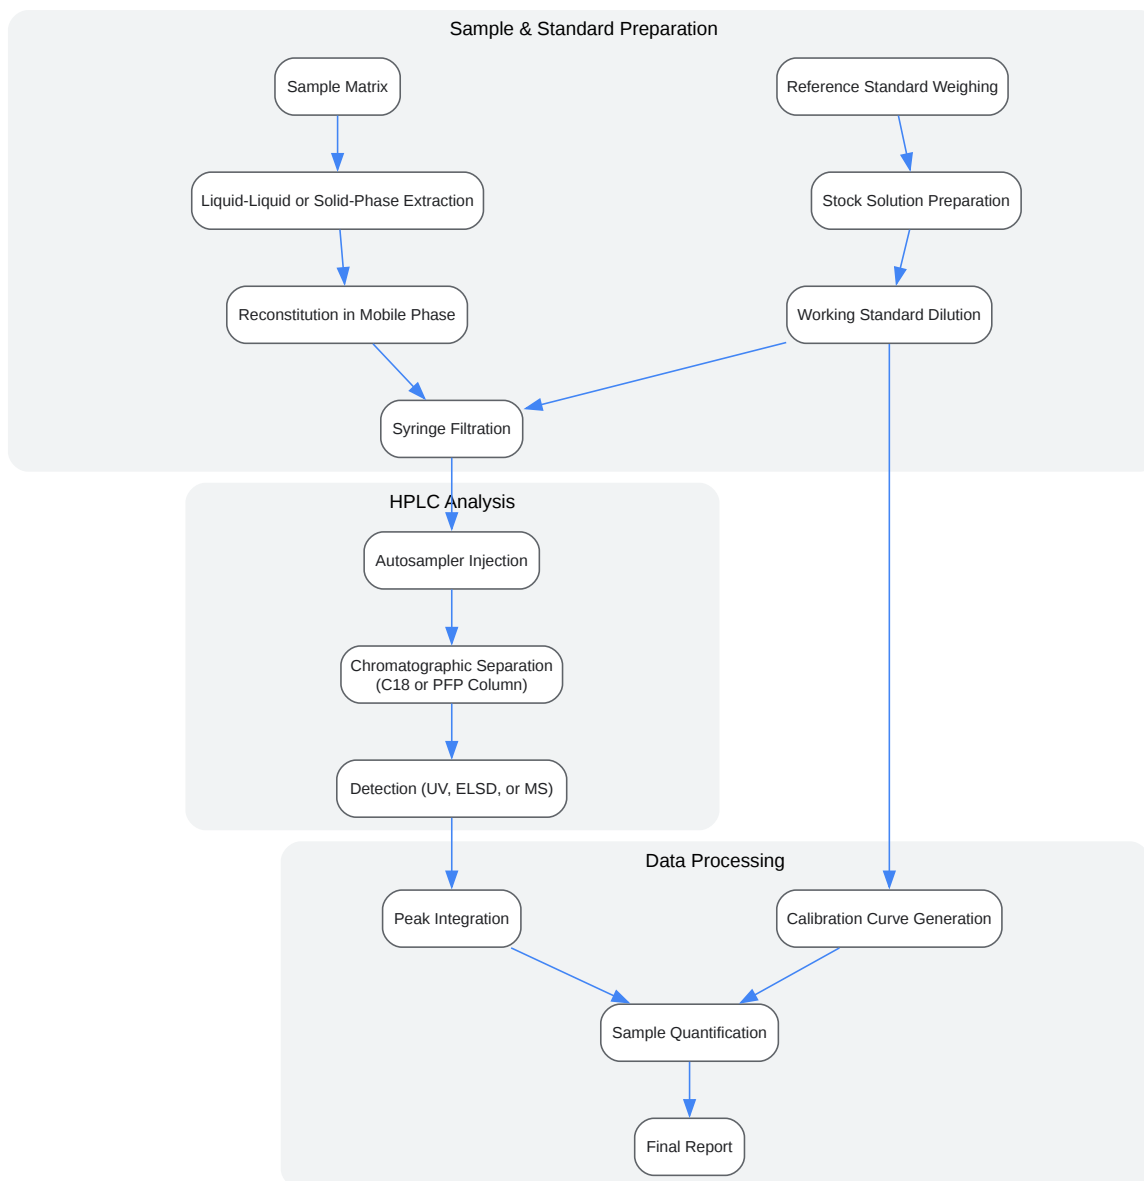 Sample & Standard Preparation
Sample Matrix
Reference Standard Weighing
Liquid-Liquid or Solid-Phase Extraction
Stock Solution Preparation
Reconstitution in Mobile Phase
Working Standard Dilution
Syringe Filtration
HPLC Analysis
Autosampler Injection
Chromatographic Separation
(C18 or PFP Column)
Detection (UV, ELSD, or MS)
Data Processing
Peak Integration
Calibration Curve Generation
Sample Quantification
Final Report